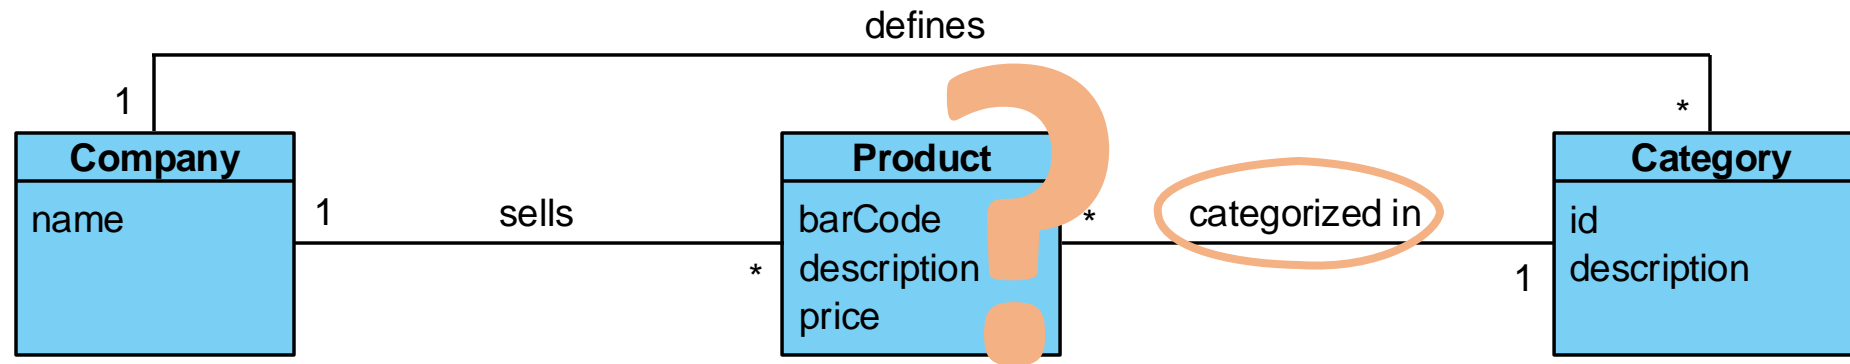 defines
1
*
Company
name
1
sells
*
Product
barCode
description
price
?
*
categorized in
1
Category
id
description